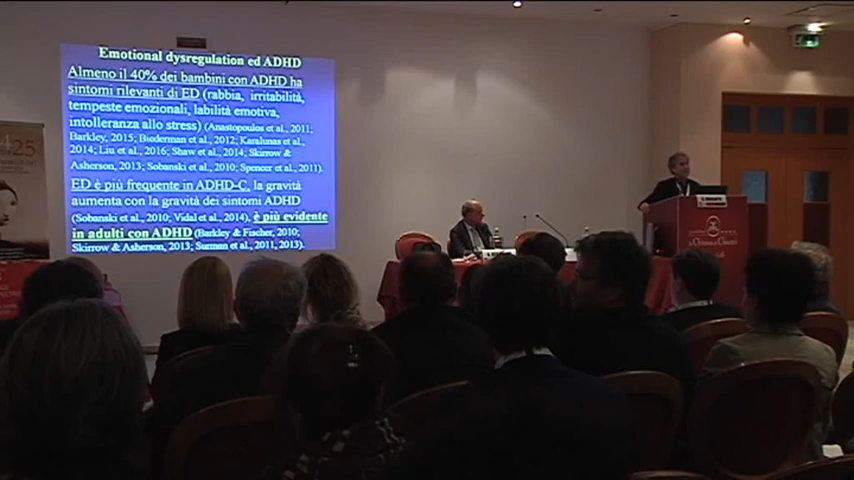 Emotional dysregulation ed ADHD
Almeno il 40% dei bambini con ADHD ha
sintomi rilevanti di ED (rabbia, irritabilità,
tempeste emozionali, labilità emotiva,
intolleranza allo stress) (Anastopoulos et al., 2011;
Barkley, 2015; Biederman et al., 2012; Karalunas et al.,
2014; Liu et al., 2016; Shaw et al., 2014; Skirrow &
Asherson, 2013; Sobanski et al., 2010; Spencer et al., 2011).
ED è più frequente in ADHD-C, la gravità
aumenta con la gravità dei sintomi ADHD
(Sobanski et al., 2010; Vidal et al., 2014), è più evidente
in adulti con ADHD (Barkley & Fischer, 2010;
Skirrow & Asherson, 2013; Surman et al., 2011, 2013).
425